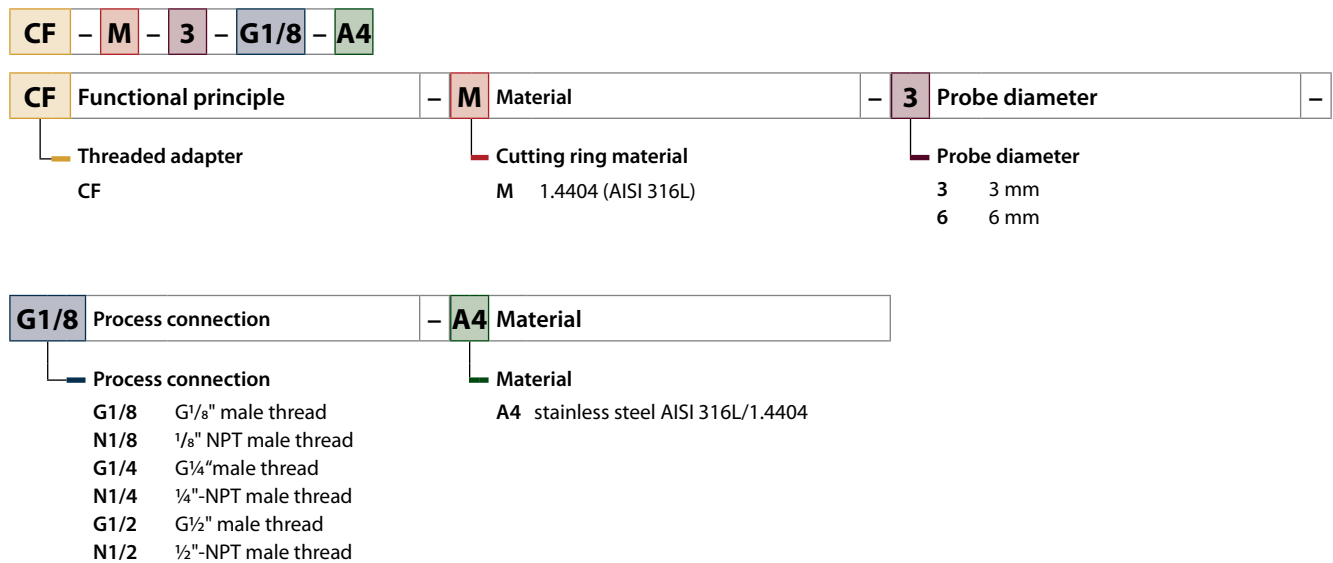 CF – M – 3 – G1/8 – A4
CF Functional principle – M Material – 3 Probe diameter –
Threaded adapter
CF
Cutting ring material
M 1.4404 (AISI 316L)
Probe diameter
3 3 mm
6 6 mm
G1/8 Process connection – A4 Material
Process connection
G1/8 G¹/₈" male thread
N1/8 ¹/₈" NPT male thread
G1/4 G¼“male thread
N1/4 ¼"-NPT male thread
G1/2 G½" male thread
N1/2 ½"-NPT male thread
Material
A4 stainless steel AISI 316L/1.4404